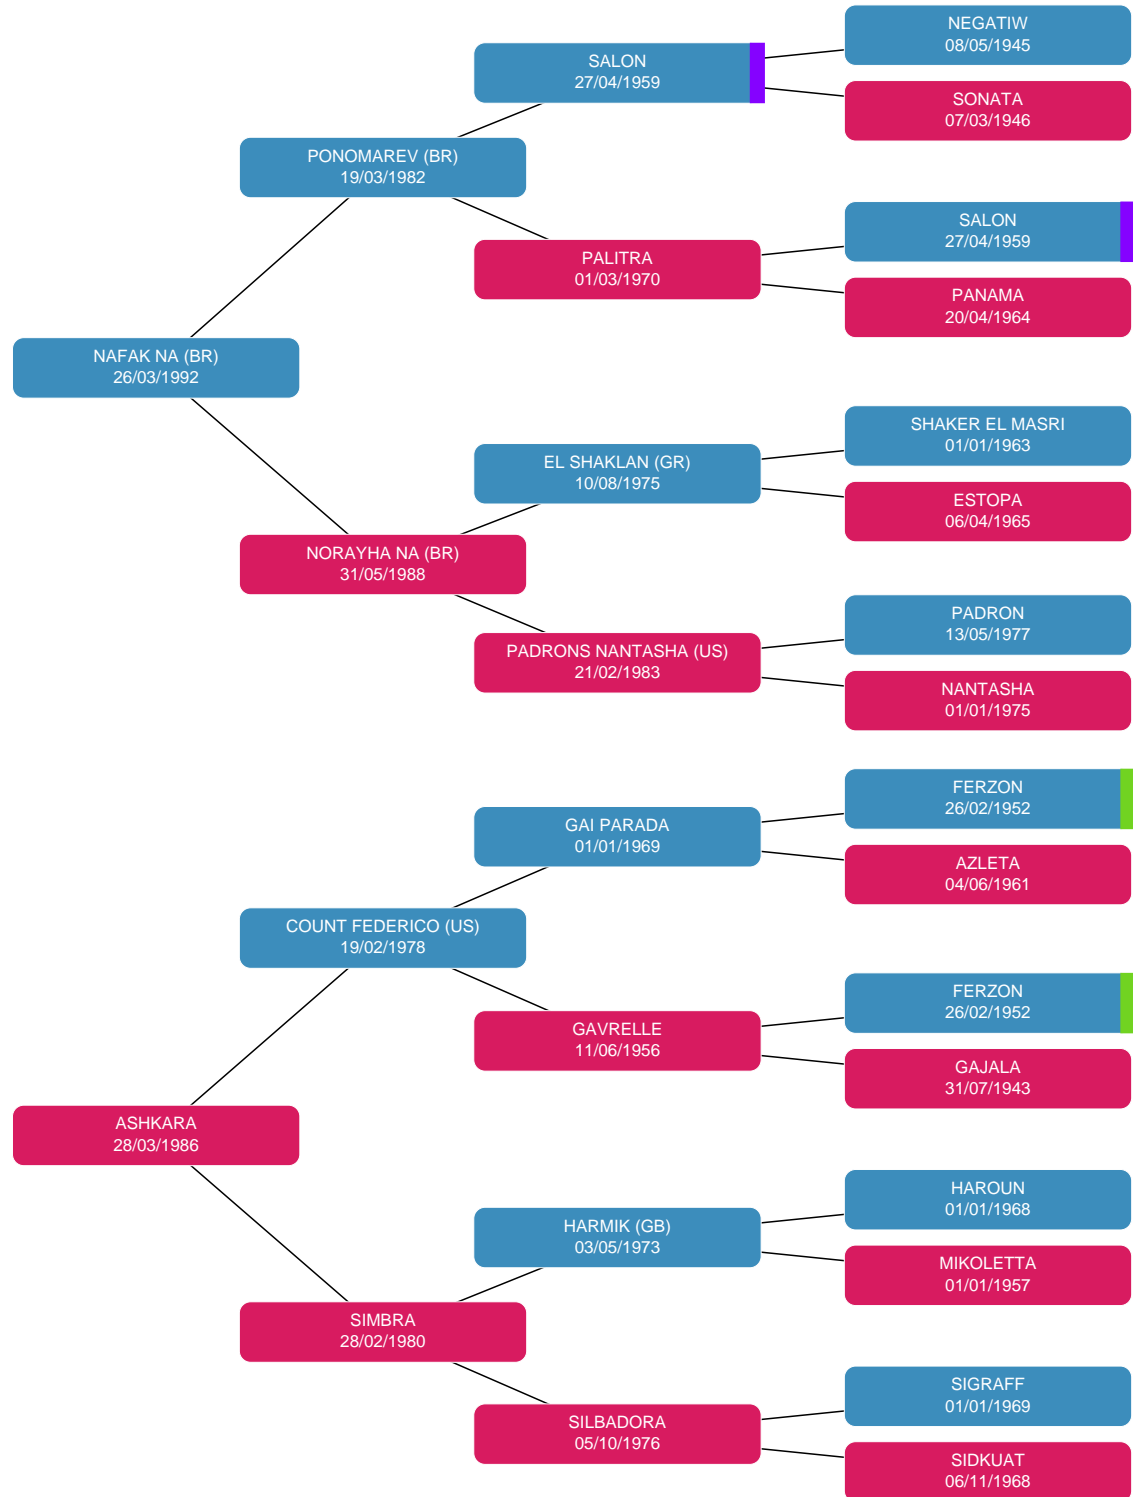 NEGATIW
08/05/1945
SALON
27/04/1959
SONATA
07/03/1946
PONOMAREV (BR)
19/03/1982
SALON
27/04/1959
PALITRA
01/03/1970
PANAMA
20/04/1964
NAFAK NA (BR)
26/03/1992
SHAKER EL MASRI
01/01/1963
EL SHAKLAN (GR)
10/08/1975
ESTOPA
06/04/1965
NORAYHA NA (BR)
31/05/1988
PADRON
13/05/1977
PADRONS NANTASHA (US)
21/02/1983
NANTASHA
01/01/1975
FERZON
26/02/1952
GAI PARADA
01/01/1969
AZLETA
04/06/1961
COUNT FEDERICO (US)
19/02/1978
FERZON
26/02/1952
GAVRELLE
11/06/1956
GAJALA
31/07/1943
ASHKARA
28/03/1986
HAROUN
01/01/1968
HARMIK (GB)
03/05/1973
MIKOLETTA
01/01/1957
SIMBRA
28/02/1980
SIGRAFF
01/01/1969
SILBADORA
05/10/1976
SIDKUAT
06/11/1968